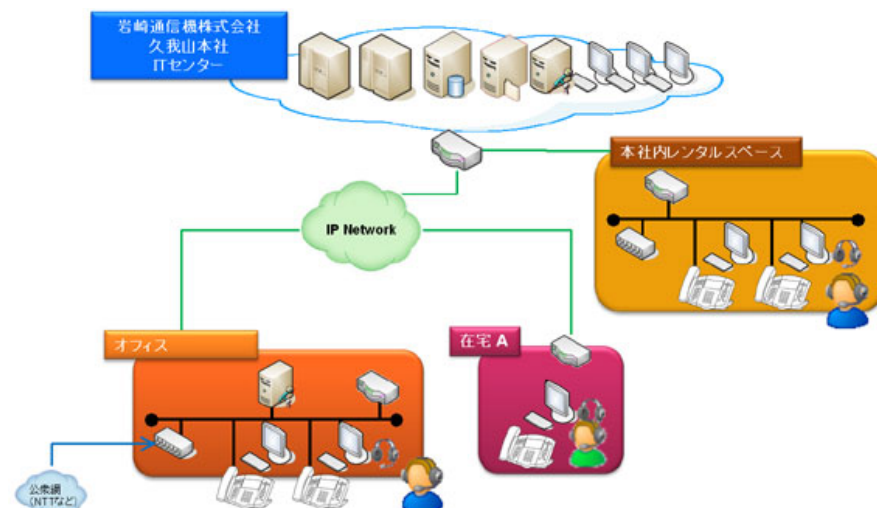 岩崎通信機株式会社
久我山本社
ITセンター
本社内レンタルスペース
IP Network
オフィス
在宅 A
公衆網
(NTTなど)